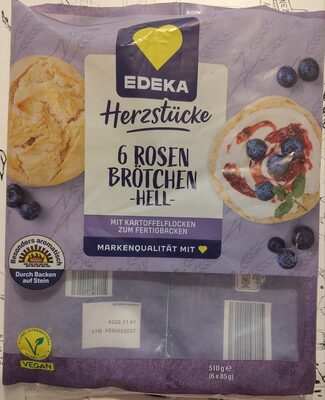 EDEKA
Herzstücke
6 ROSEN
BRÖTCHEN
-HELL-
MIT KARTOFFELFLOCKEN
ZUM FERTIGBACKEN
MARKENQUALITÄT MIT
Besonders aromatisch
Durch Backen
auf Stein
VEGAN
510 g e
(6 x 85g)